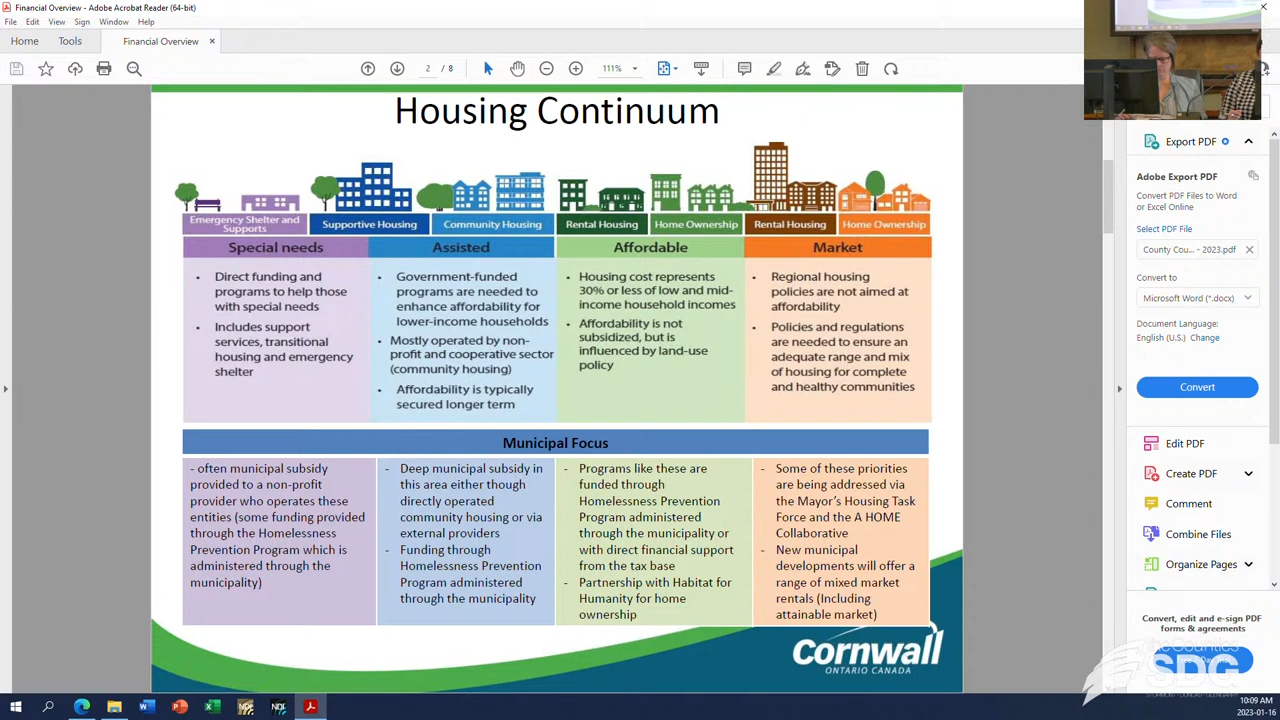 Financial Overview - Adobe Acrobat Reader (64-bit)
File Edit View Sign Window Help
Home Tools Financial Overview ×
2 / 8 111%
Housing Continuum
Emergency Shelter and
Supports
Supportive Housing
Community Housing
Rental Housing
Home Ownership
Rental Housing
Home Ownership
Special needs
• Direct funding and
programs to help those
with special needs
• Includes support
services, transitional
housing and emergency
shelter
Assisted
• Government-funded
programs are needed to
enhance affordability for
lower-income households
• Mostly operated by non-
profit and cooperative sector
(community housing)
• Affordability is typically
secured longer term
Affordable
• Housing cost represents
30% or less of low and mid-
income household incomes
• Affordability is not
subsidized, but is
influenced by land-use
policy
Market
• Regional housing
policies are not aimed at
affordability
• Policies and regulations
are needed to ensure an
adequate range and mix
of housing for complete
and healthy communities
Municipal Focus
- often municipal subsidy
provided to a non-profit
provider who operates these
entities (some funding provided
through the Homelessness
Prevention Program which is
administered through the
municipality)
- Deep municipal subsidy in
this area either though
directly operated
community housing or via
external providers
- Funding through
Homelessness Prevention
Program administered
through the municipality
- Programs like these are
funded through
Homelessness Prevention
Program administered
through the municipality or
with direct financial support
from the tax base
- Partnership with Habitat for
Humanity for home
ownership
- Some of these priorities
are being addressed via
the Mayor's Housing Task
Force and the A HOME
Collaborative
- New municipal
developments will offer a
range of mixed market
rentals (Including
attainable market)
Cornwall
ONTARIO CANADA
Export PDF
Adobe Export PDF
Convert PDF Files to Word
or Excel Online
Select PDF File
County Cou... - 2023.pdf
Convert to
Microsoft Word (*.docx)
Document Language:
English (U.S.) Change
Convert
Edit PDF
Create PDF
Comment
Combine Files
Organize Pages
Convert, edit and e-sign PDF
forms & agreements
The Counties
SDG
STORMONT • DUNDAS • GLENGARRY
10:09 AM
2023-01-16